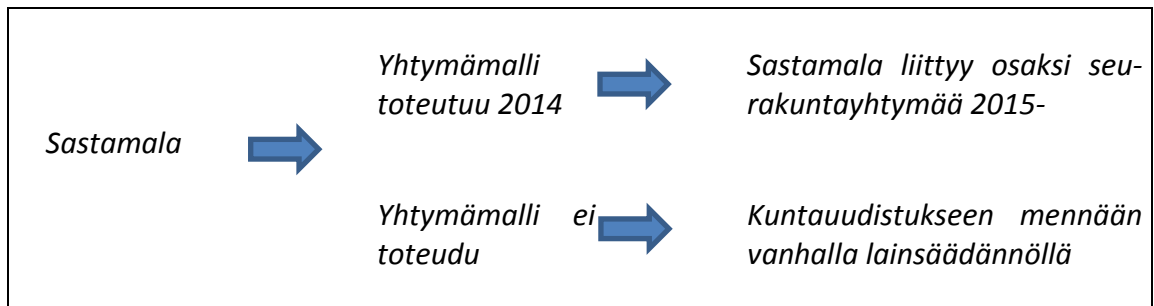 Sastamala
Yhtymämalli
toteutuu 2014
Sastamala liittyy osaksi seu-
rakuntayhtymää 2015-
Yhtymämalli ei
toteudu
Kuntauudistukseen mennään
vanhalla lainsäädännöllä